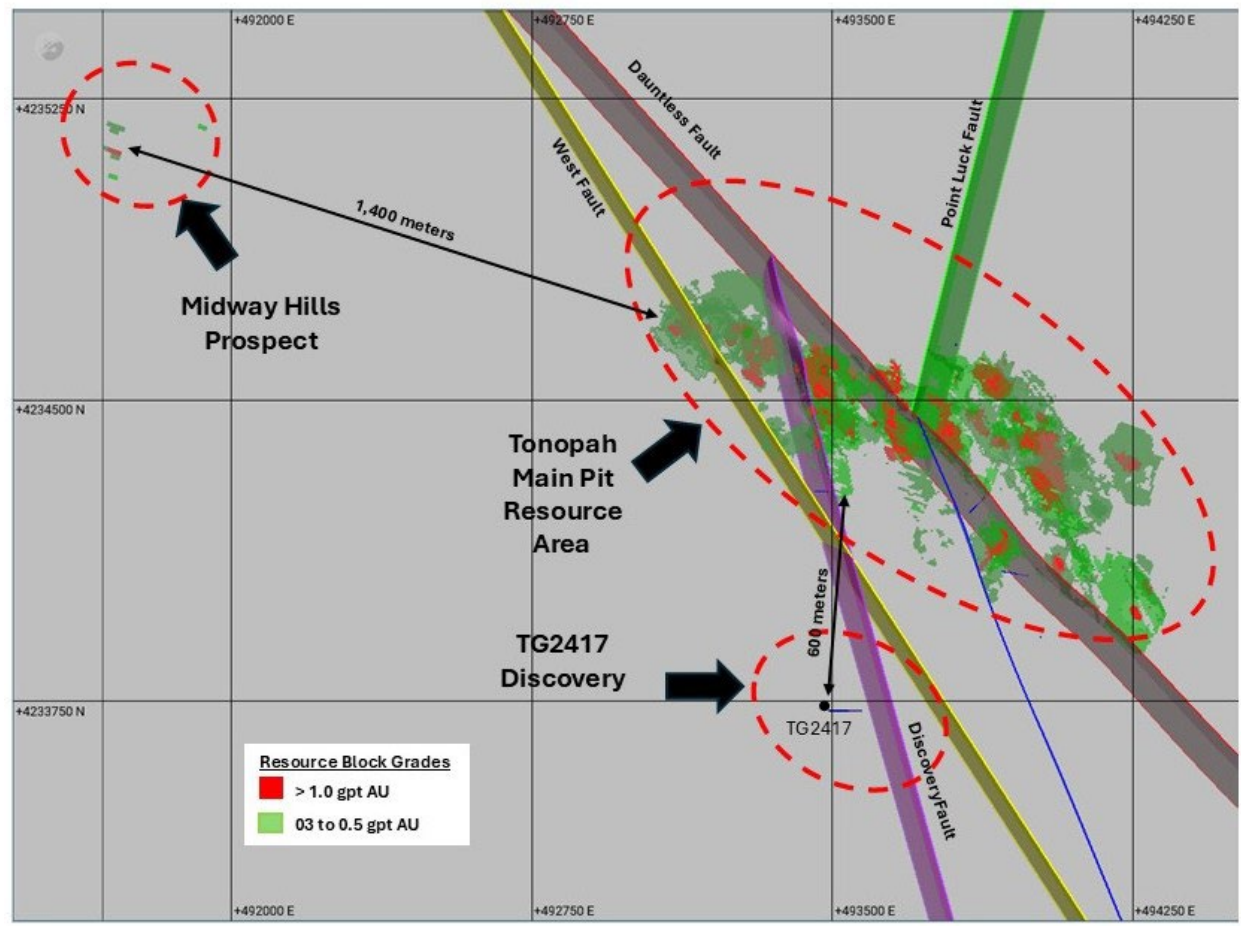 +492000 E
+492750 E
+493500 E
+494250 E
+4235250 N
Dauntless Fault
West Fault
Point Luck Fault
1,400 meters
Midway Hills
Prospect
+4234500 N
Tonopah
Main Pit
Resource
Area
600 meters
TG2417
Discovery
+4233750 N
TG2417
DiscoveryFault
Resource Block Grades
> 1.0 gpt AU
03 to 0.5 gpt AU
+492000 E
+492750 E
+493500 E
+494250 E